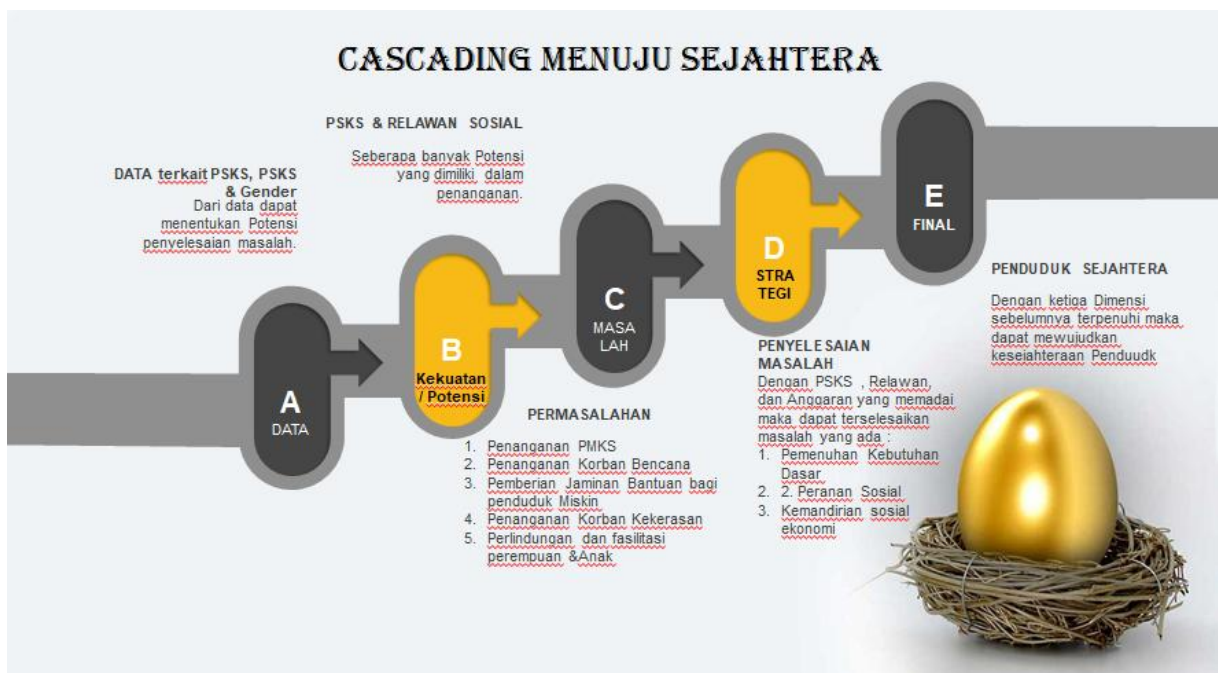 CASCADING MENUJU SEJAHTERA
DATA terkait PSKS, PSKS
& Gender
Dari data dapat
menentukan Potensi
penyelesaian masalah.
A
DATA
PSKS & RELAWAN SOSIAL
Seberapa banyak Potensi
yang dimiliki dalam
penanganan.
B
Kekuatan
/ Potensi
C
MASA
LAH
PERMASALAHAN
1. Penanganan PMKS
2. Penanganan Korban Bencana
3. Pemberian Jaminan Bantuan bagi
penduduk Miskin
4. Penanganan Korban Kekerasan
5. Perlindungan dan fasilitasi
perempuan &Anak
D
STRA
TEGI
PENYELESAIAN
MASALAH
Dengan PSKS , Relawan,
dan Anggaran yang memadai
maka dapat terselesaikan
masalah yang ada :
1. Pemenuhan Kebutuhan
Dasar
2. 2. Peranan Sosial
3. Kemandirian sosial
ekonomi
E
FINAL
PENDUDUK SEJAHTERA
Dengan ketiga Dimensi
sebelumnya terpenuhi maka
dapat mewujudkan
kesejahteraan Penduudk